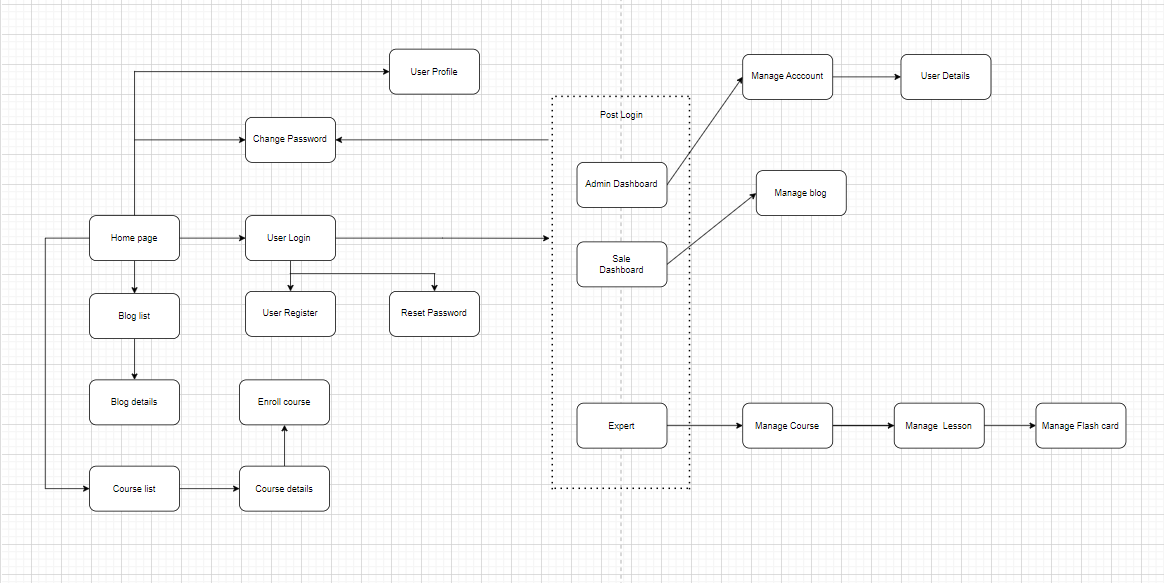 User Profile
Manage Acccount
User Details
Post Login
Change Password
Admin Dashboard
Manage blog
Home page
User Login
Sale
Dashboard
Blog list
User Register
Reset Password
Blog details
Enroll course
Expert
Manage Course
Manage  Lesson
Manage Flash card
Course list
Course details